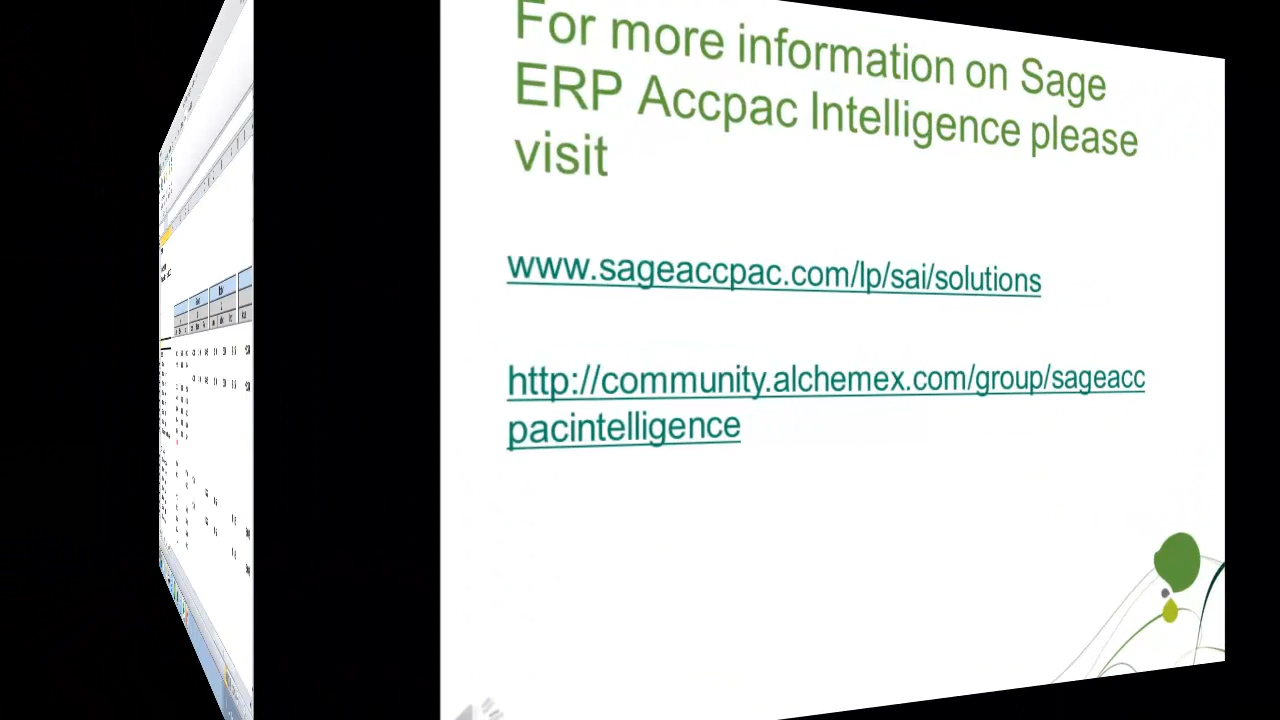 For more information on Sage
ERP Accpac Intelligence please
visit
www.sageaccpac.com/lp/sai/solutions
http://community.alchemex.com/group/sageacc
pacintelligence